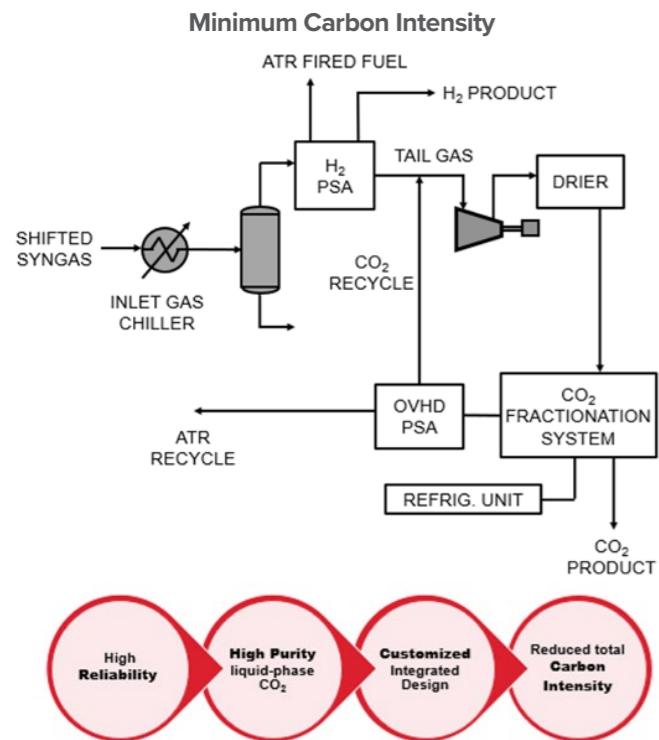 Minimum Carbon Intensity
ATR FIRED FUEL
H₂ PRODUCT
H₂
PSA
TAIL GAS
DRIER
SHIFTED
SYNGAS
INLET GAS
CHILLER
CO₂
RECYCLE
OVHD
PSA
CO₂
FRACTIONATION
SYSTEM
ATR
RECYCLE
REFRIG. UNIT
CO₂
PRODUCT
High
Reliability
High Purity
liquid-phase
CO₂
Customized
Integrated
Design
Reduced total
Carbon
Intensity